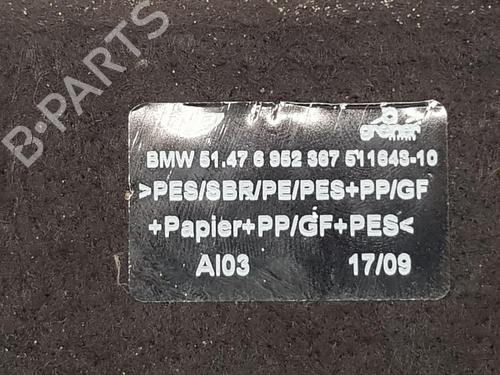 B·PARTS
greiner
BMW 51.47 6 952 367 511643-10
>PES/SBR/PE/PES+PP/GF
+Papier+PP/GF+PES<
AI03 17/09